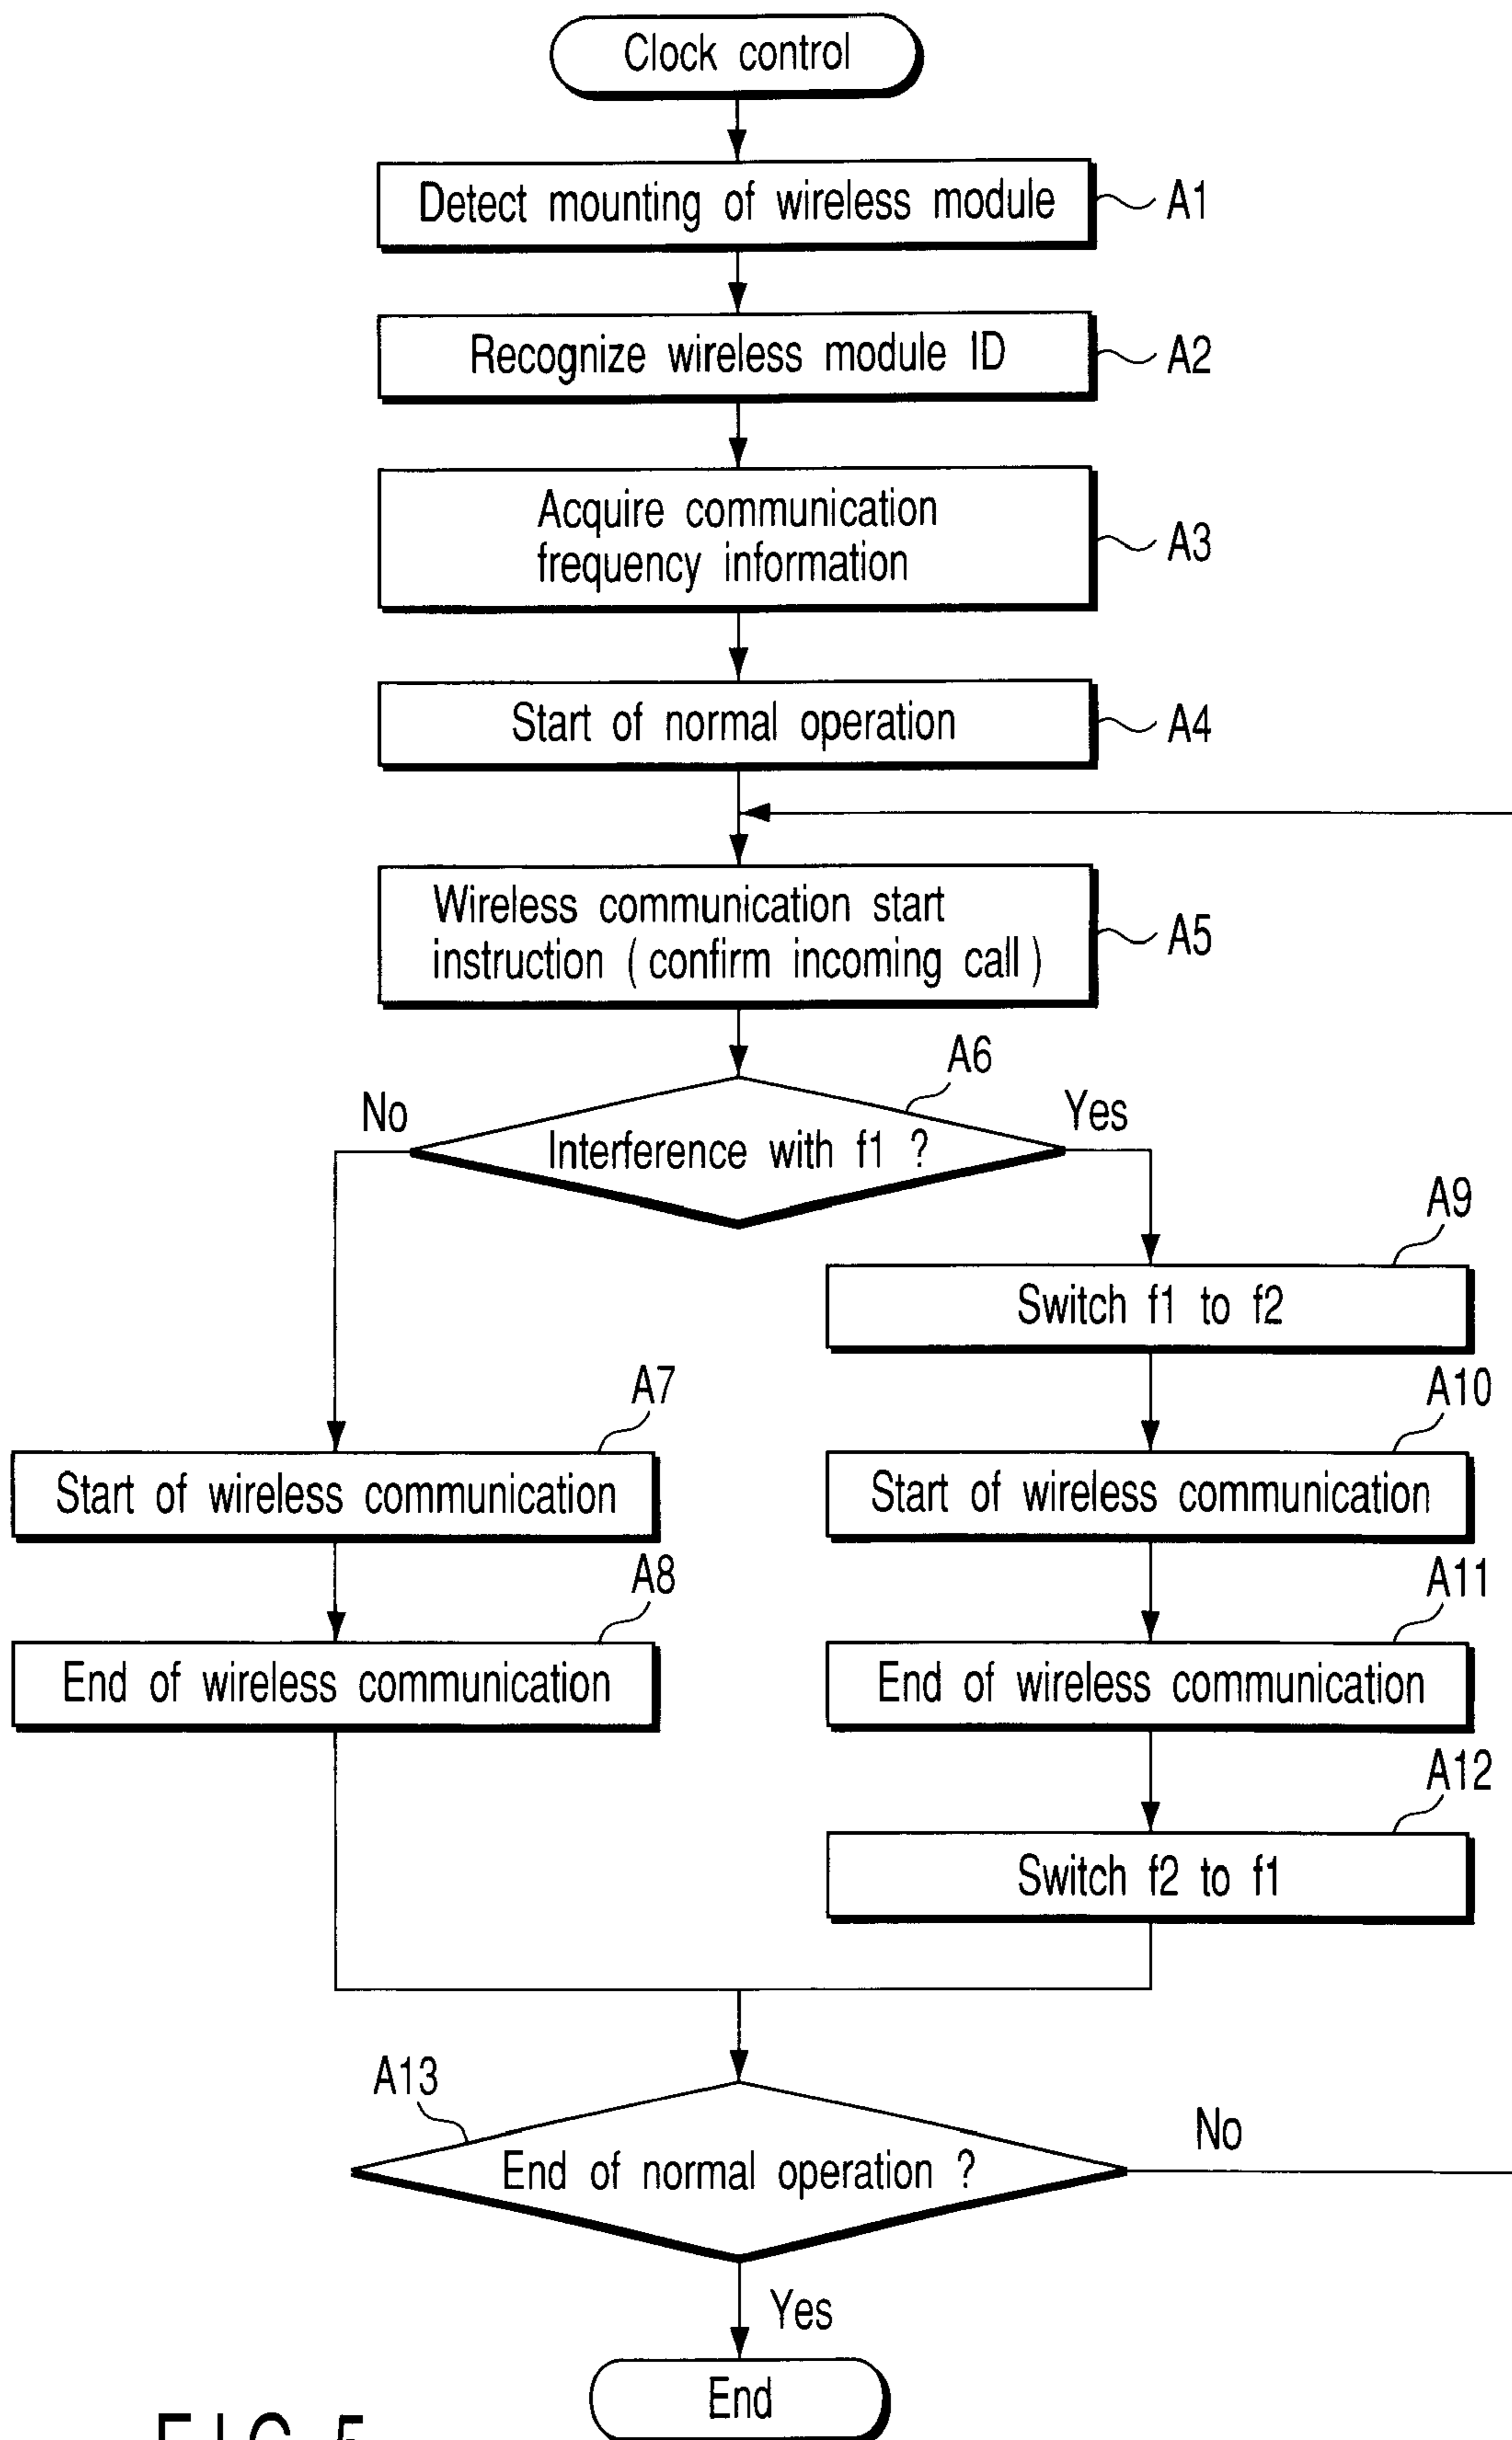 Clock control
Detect mounting of wireless module
A1
Recognize wireless module ID
A2
Acquire communication
frequency information
A3
Start of normal operation
A4
Wireless communication start
instruction (confirm incoming call)
A5
A6
No
Interference with f1 ?
Yes
A9
Switch f1 to f2
A7
Start of wireless communication
A10
Start of wireless communication
A8
End of wireless communication
A11
End of wireless communication
A12
Switch f2 to f1
A13
End of normal operation ?
No
Yes
End
FIG. 5